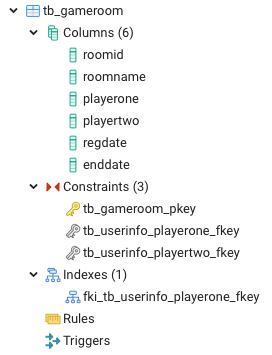 tb_gameroom
Columns (6)
roomid
roomname
playerone
playertwo
regdate
enddate
Constraints (3)
tb_gameroom_pkey
tb_userinfo_playerone_fkey
tb_userinfo_playertwo_fkey
Indexes (1)
fki_tb_userinfo_playerone_fkey
Rules
Triggers